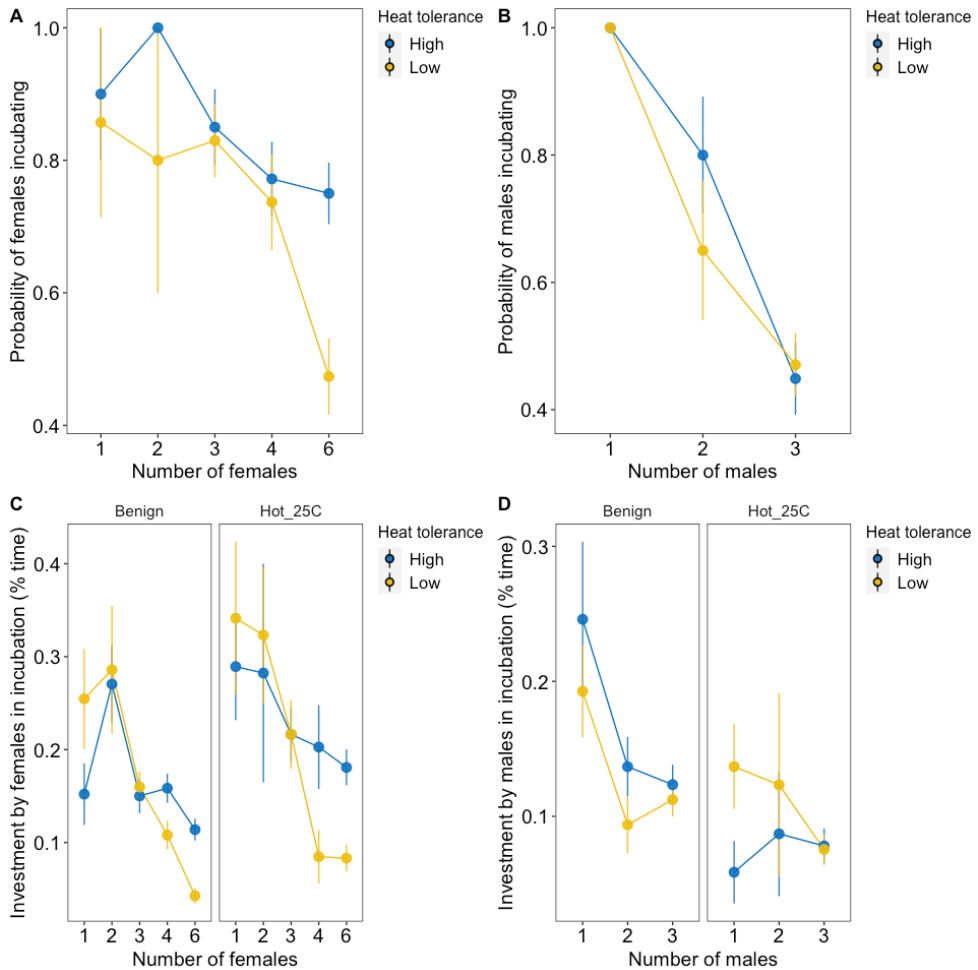 A
Heat tolerance
High
Low
1.0
0.8
0.6
0.4
Probability of females incubating
1 2 3 4 6
Number of females
B
Heat tolerance
High
Low
1.0
0.8
0.6
0.4
Probability of males incubating
1 2 3
Number of males
C
Benign Hot_25C
Heat tolerance
High
Low
0.4
0.3
0.2
0.1
Investment by females in incubation (% time)
1 2 3 4 6 1 2 3 4 6
Number of females
D
Benign Hot_25C
Heat tolerance
High
Low
0.3
0.2
0.1
Investment by males in incubation (% time)
1 2 3 1 2 3
Number of males